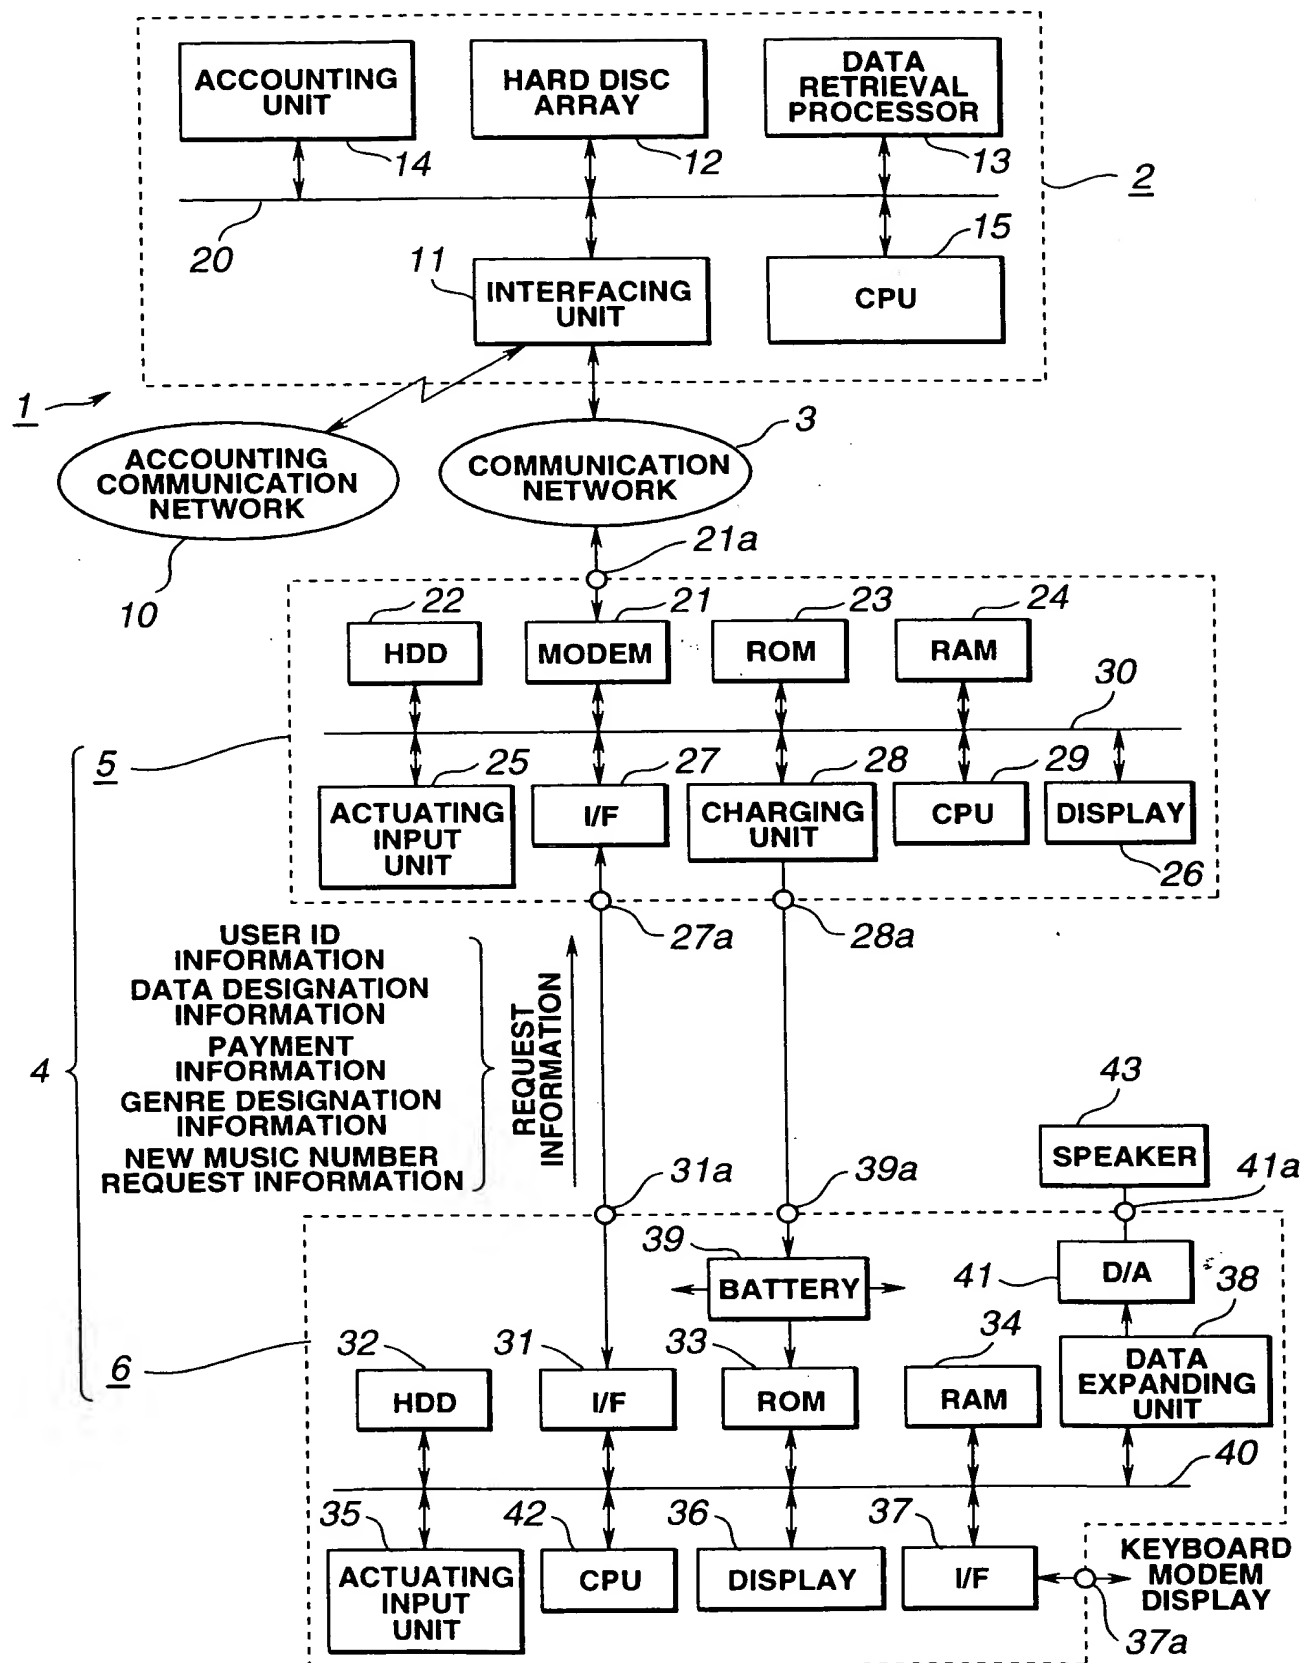 ACCOUNTING
UNIT
HARD DISC
ARRAY
DATA
RETRIEVAL
PROCESSOR
14
12
13
2
20
11
15
INTERFACING
UNIT
CPU
1
3
ACCOUNTING
COMMUNICATION
NETWORK
COMMUNICATION
NETWORK
10
21a
22
21
23
24
HDD
MODEM
ROM
RAM
30
5
25
27
28
29
ACTUATING
INPUT
UNIT
I/F
CHARGING
UNIT
CPU
DISPLAY
26
27a
28a
USER ID
INFORMATION
DATA DESIGNATION
INFORMATION
PAYMENT
INFORMATION
GENRE DESIGNATION
INFORMATION
NEW MUSIC NUMBER
REQUEST INFORMATION
REQUEST
INFORMATION
4
43
SPEAKER
31a
39a
41a
39
BATTERY
41
D/A
38
6
32
31
33
34
HDD
I/F
ROM
RAM
DATA
EXPANDING
UNIT
40
35
42
36
37
ACTUATING
INPUT
UNIT
CPU
DISPLAY
I/F
KEYBOARD
MODEM
DISPLAY
37a